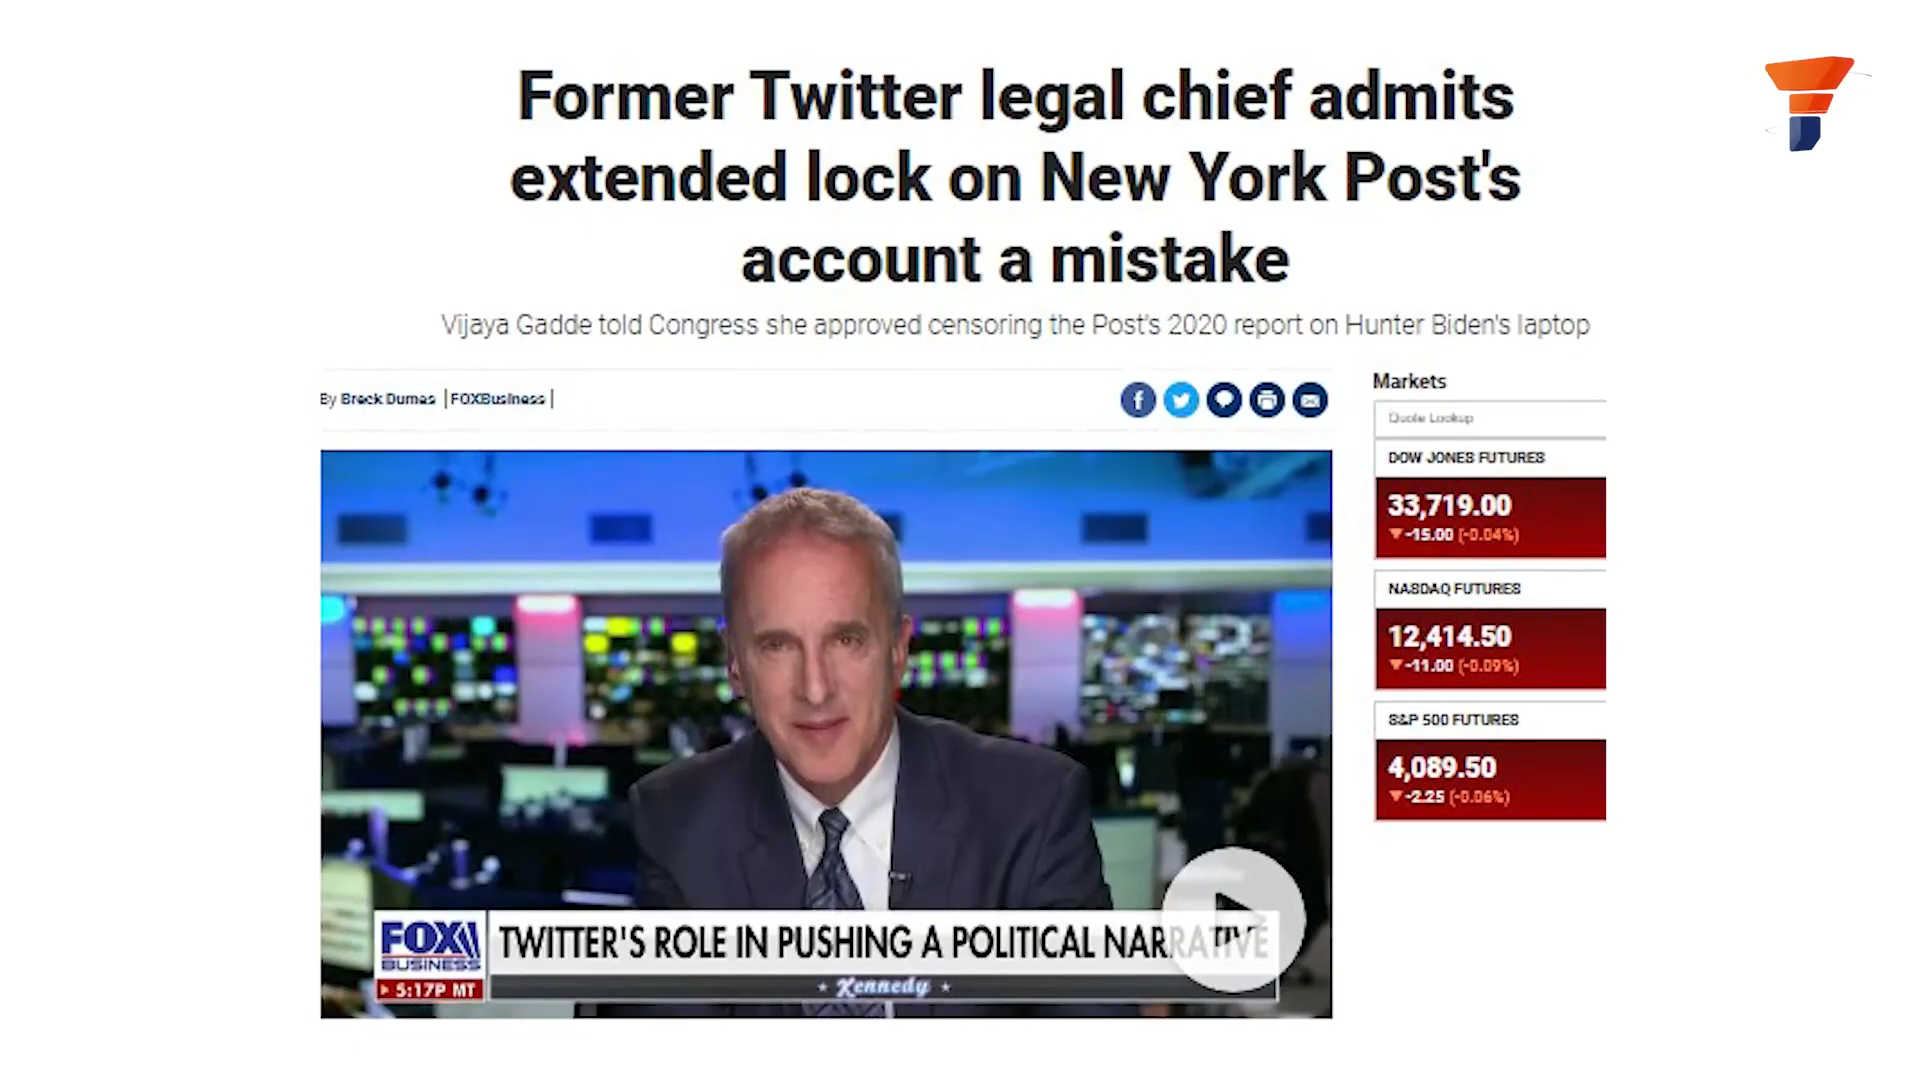 Former Twitter legal chief admits
extended lock on New York Post's
account a mistake
Vijaya Gadde told Congress she approved censoring the Post's 2020 report on Hunter Biden's laptop
By Breck Dumas | FOXBusiness |
Markets
Quote Lookup
DOW JONES FUTURES
33,719.00
▼-15.00 (-0.04%)
NASDAQ FUTURES
12,414.50
▼-11.00 (-0.09%)
S&P 500 FUTURES
4,089.50
▼-2.25 (-0.06%)
FOX
BUSINESS
5:17P MT
TWITTER'S ROLE IN PUSHING A POLITICAL NARRATIVE
Kennedy